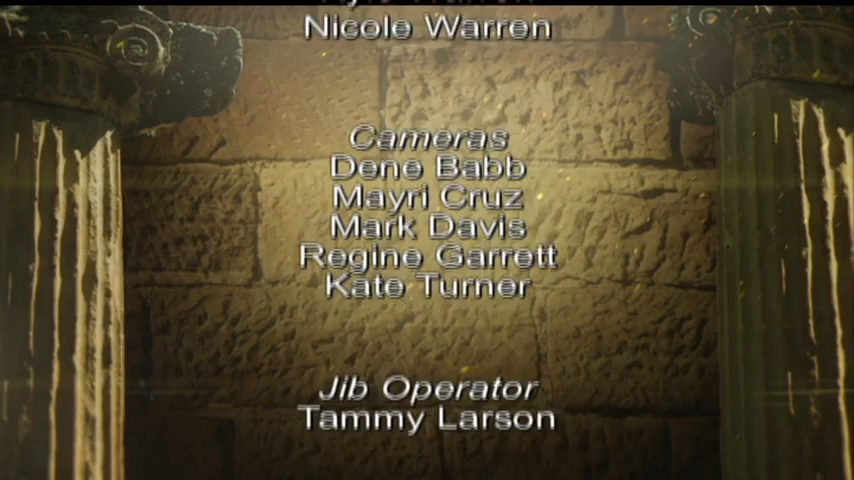 Nicole Warren
Cameras
Dene Babb
Mayri Cruz
Mark Davis
Regine Garrett
Kate Turner
Jib Operator
Tammy Larson